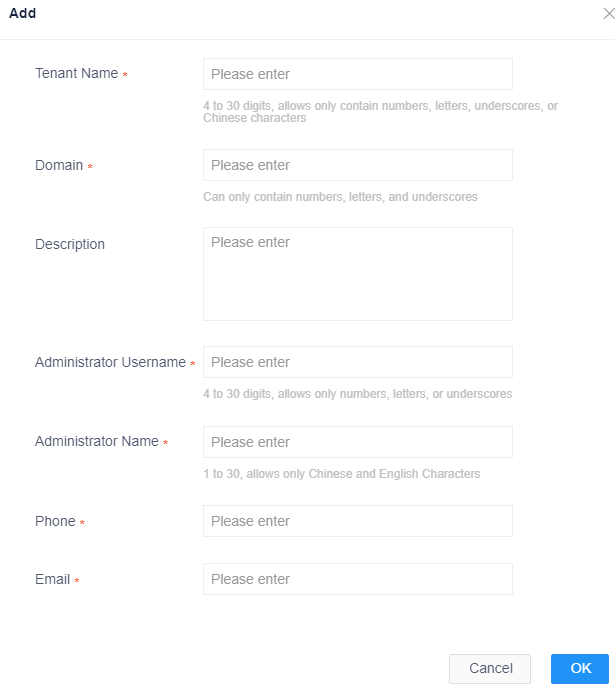 Add
Tenant Name *
Please enter
4 to 30 digits, allows only contain numbers, letters, underscores, or
Chinese characters
Domain *
Please enter
Can only contain numbers, letters, and underscores
Description
Please enter
Administrator Username *
Please enter
4 to 30 digits, allows only numbers, letters, or underscores
Administrator Name *
Please enter
1 to 30, allows only Chinese and English Characters
Phone *
Please enter
Email *
Please enter
Cancel
OK